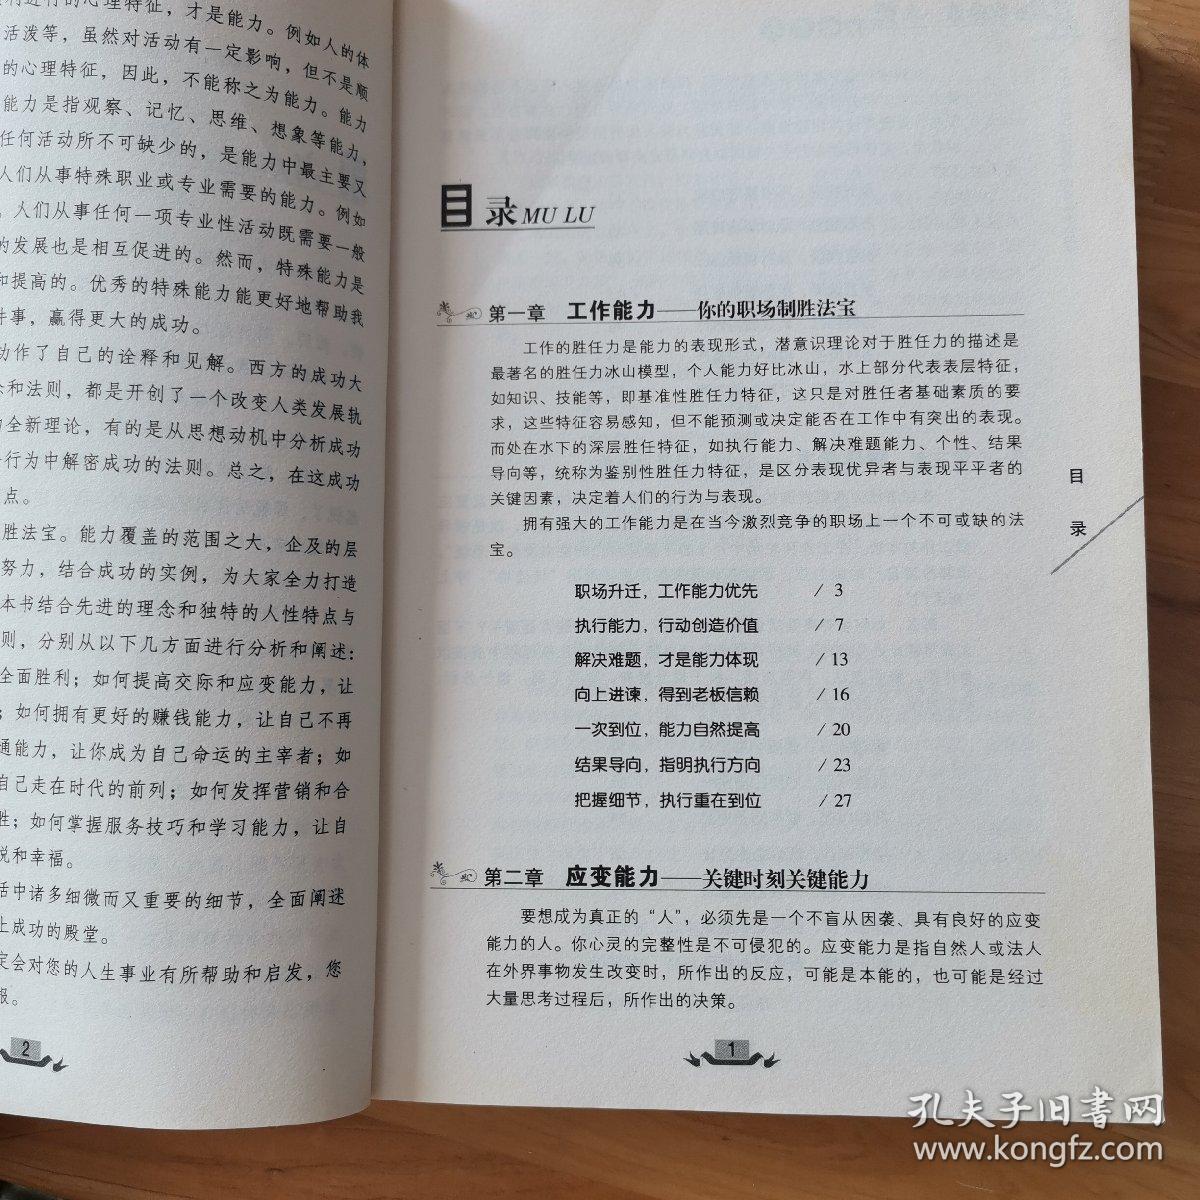 心理特征，才是能力。例如人的体
活泼等，虽然对活动有一定影响，但不是顺
的心理特征，因此，不能称之为能力。能力
能力是指观察、记忆、思维、想象等能力，
任何活动所不可缺少的，是能力中最主要又
人们从事特殊职业或专业需要的能力。例如
，人们从事任何一项专业性活动既需要一般
的发展也是相互促进的。然而，特殊能力是
和提高的。优秀的特殊能力能更好地帮助我
件事，赢得更大的成功。
动作了自己的诠释和见解。西方的成功大
和法则，都是开创了一个改变人类发展轨
全新理论，有的是从思想动机中分析成功
行为中解密成功的法则。总之，在这成功
点。
胜法宝。能力覆盖的范围之大，企及的层
努力，结合成功的实例，为大家全力打造
本书结合先进的理念和独特的人性特点与
则，分别从以下几方面进行分析和阐述：
全面胜利；如何提高交际和应变能力，让
；如何拥有更好的赚钱能力，让自己不再
通能力，让你成为自己命运的主宰者；如
自己走在时代的前列；如何发挥营销和合
胜；如何掌握服务技巧和学习能力，让自
悦和幸福。
活中诸多细微而又重要的细节，全面阐述
上成功的殿堂。
定会对您的人生事业有所帮助和启发，您
报。
2
目录 MU LU
第一章 工作能力——你的职场制胜法宝
工作的胜任力是能力的表现形式，潜意识理论对于胜任力的描述是
最著名的胜任力冰山模型，个人能力好比冰山，水上部分代表表层特征，
如知识、技能等，即基准性胜任力特征，这只是对胜任者基础素质的要
求，这些特征容易感知，但不能预测或决定能否在工作中有突出的表现。
而处在水下的深层胜任特征，如执行能力、解决难题能力、个性、结果
导向等，统称为鉴别性胜任力特征，是区分表现优异者与表现平平者的
关键因素，决定着人们的行为与表现。
拥有强大的工作能力是在当今激烈竞争的职场上一个不可或缺的法
宝。
职场升迁，工作能力优先 / 3
执行能力，行动创造价值 / 7
解决难题，才是能力体现 / 13
向上进谏，得到老板信赖 / 16
一次到位，能力自然提高 / 20
结果导向，指明执行方向 / 23
把握细节，执行重在到位 / 27
第二章 应变能力——关键时刻关键能力
要想成为真正的“人”，必须先是一个不盲从因袭、具有良好的应变
能力的人。你心灵的完整性是不可侵犯的。应变能力是指自然人或法人
在外界事物发生改变时，所作出的反应，可能是本能的，也可能是经过
大量思考过程后，所作出的决策。
1
目
录
孔夫子旧书网
www.kongfz.com